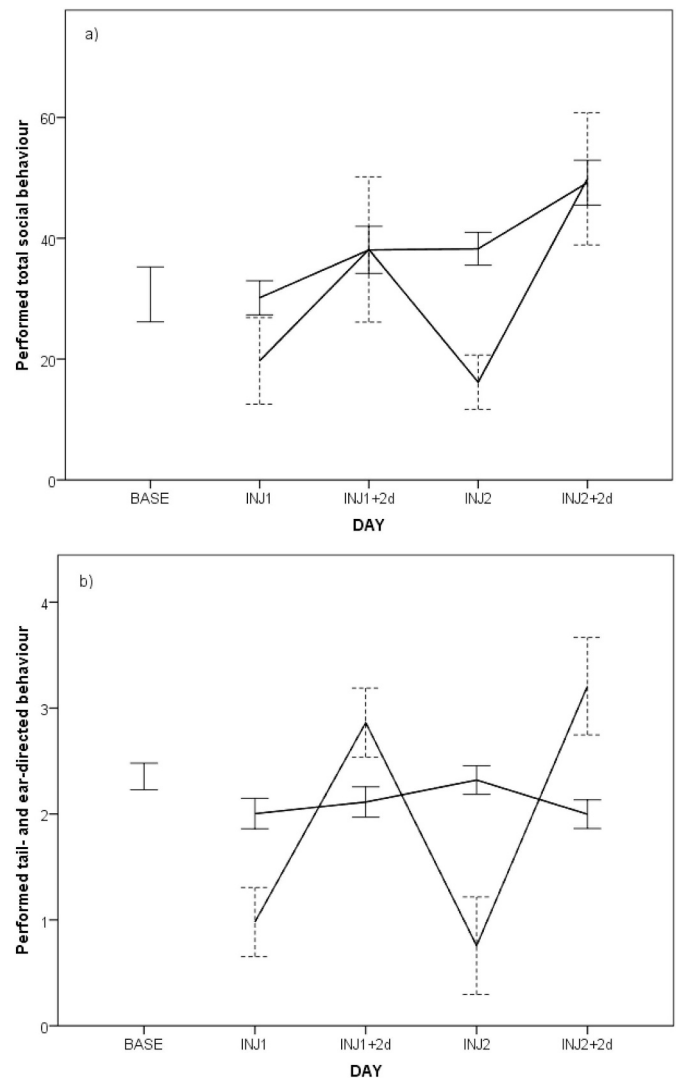 a)
Performed total social behaviour
60
40
20
0
BASE
INJ1
INJ1+2d
INJ2
INJ2+2d
DAY
b)
Performed tail- and ear-directed behaviour
4
3
2
1
0
BASE
INJ1
INJ1+2d
INJ2
INJ2+2d
DAY